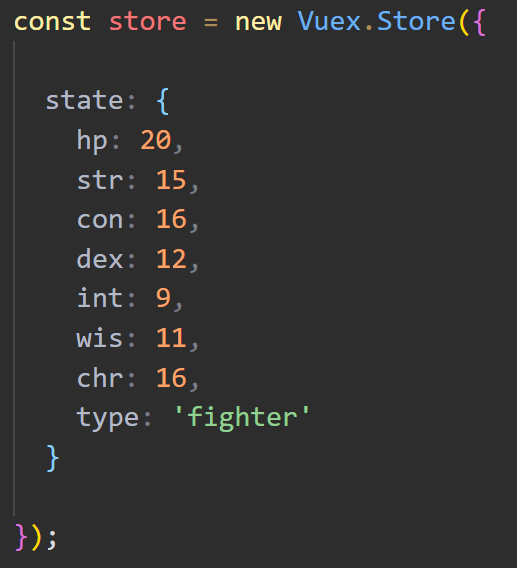 const store = new Vuex.Store({
state: {
hp: 20,
str: 15,
con: 16,
dex: 12,
int: 9,
wis: 11,
chr: 16,
type: 'fighter'
}
});